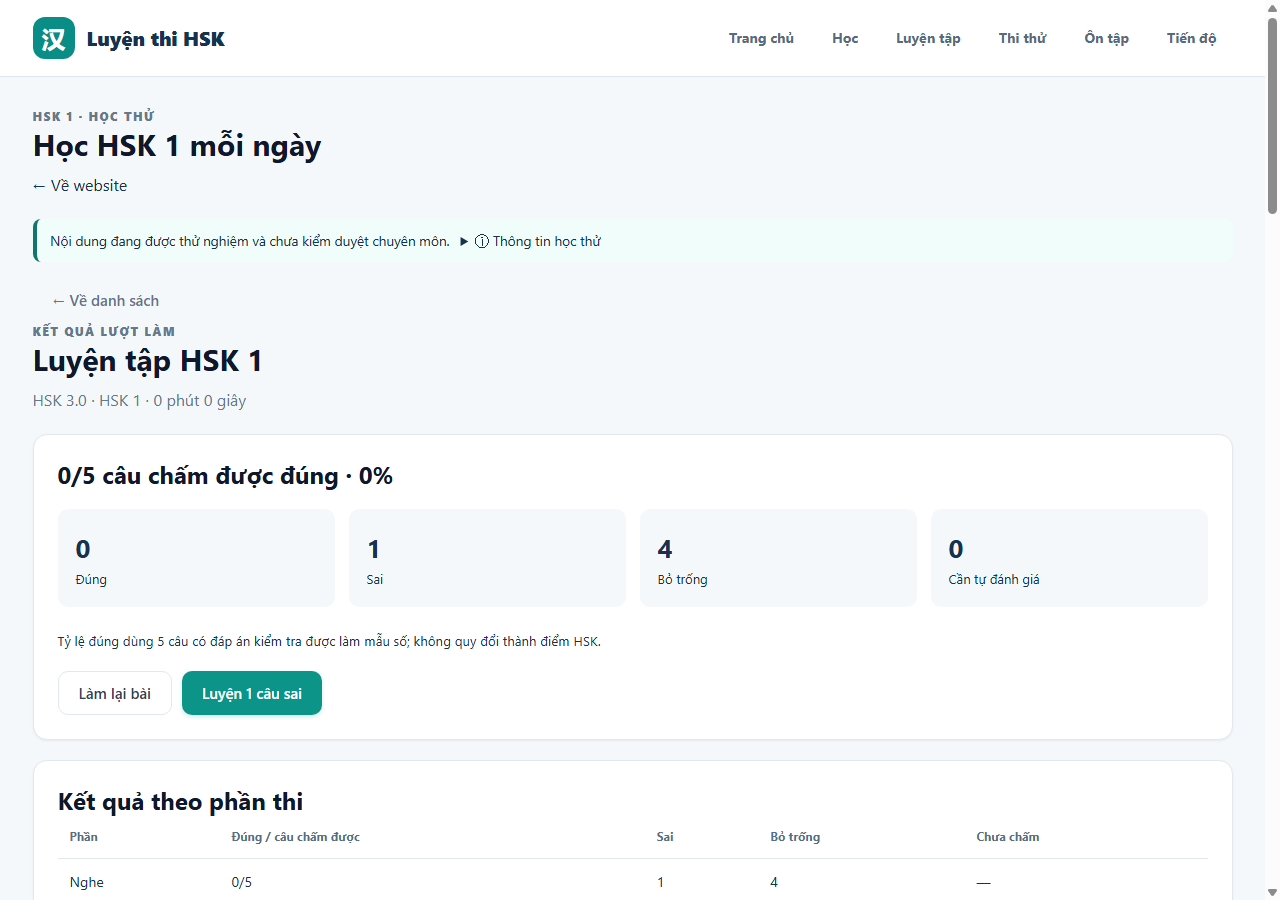 汉 Luyện thi HSK Trang chủ Học Luyện tập Thi thử Ôn tập Tiến độ
HSK 1 · HỌC THỬ
Học HSK 1 mỗi ngày
← Về website
Nội dung đang được thử nghiệm và chưa kiểm duyệt chuyên môn. ▶ ⓘ Thông tin học thử
← Về danh sách
KẾT QUẢ LƯỢT LÀM
Luyện tập HSK 1
HSK 3.0 · HSK 1 · 0 phút 0 giây
0/5 câu chấm được đúng · 0%
0 1 4 0
Đúng Sai Bỏ trống Cần tự đánh giá
Tỷ lệ đúng dùng 5 câu có đáp án kiểm tra được làm mẫu số; không quy đổi thành điểm HSK.
Làm lại bài Luyện 1 câu sai
Kết quả theo phần thi
Phần Đúng / câu chấm được Sai Bỏ trống Chưa chấm
Nghe 0/5 1 4 —